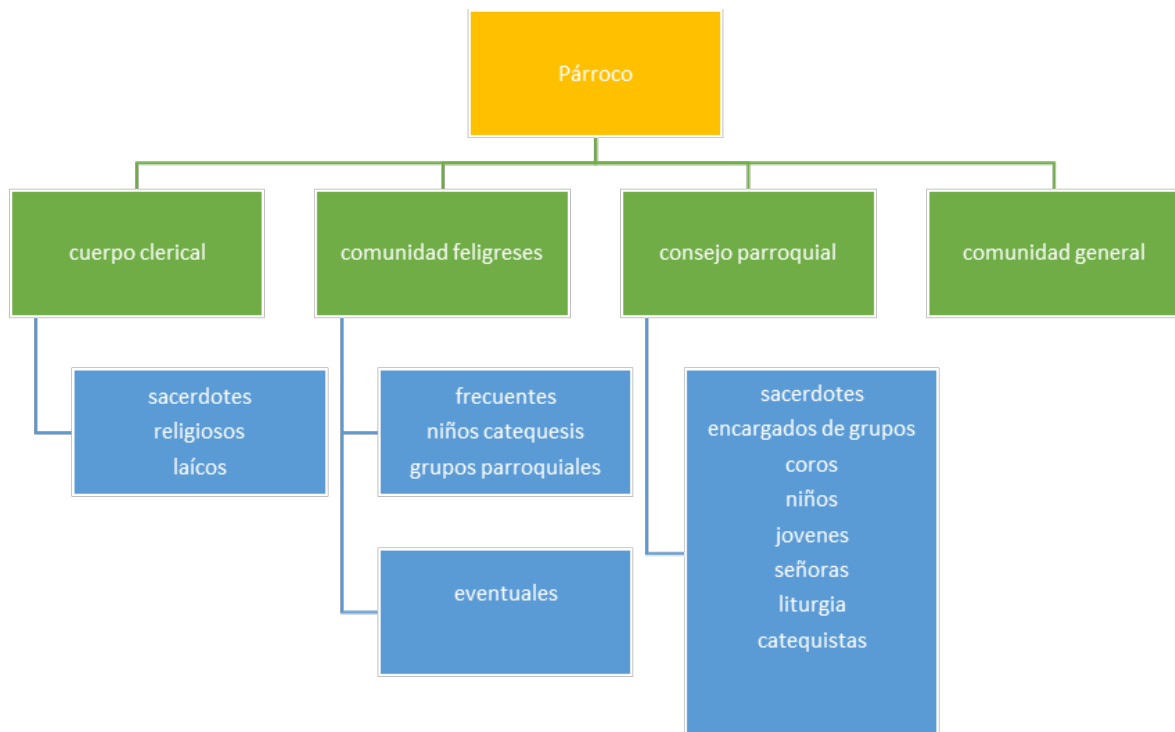 Párroco
cuerpo clerical
comunidad feligreses
consejo parroquial
comunidad general
sacerdotes
religiosos
laícos
frecuentes
niños catequesis
grupos parroquiales
eventuales
sacerdotes
encargados de grupos
coros
niños
jovenes
señoras
liturgia
catequistas